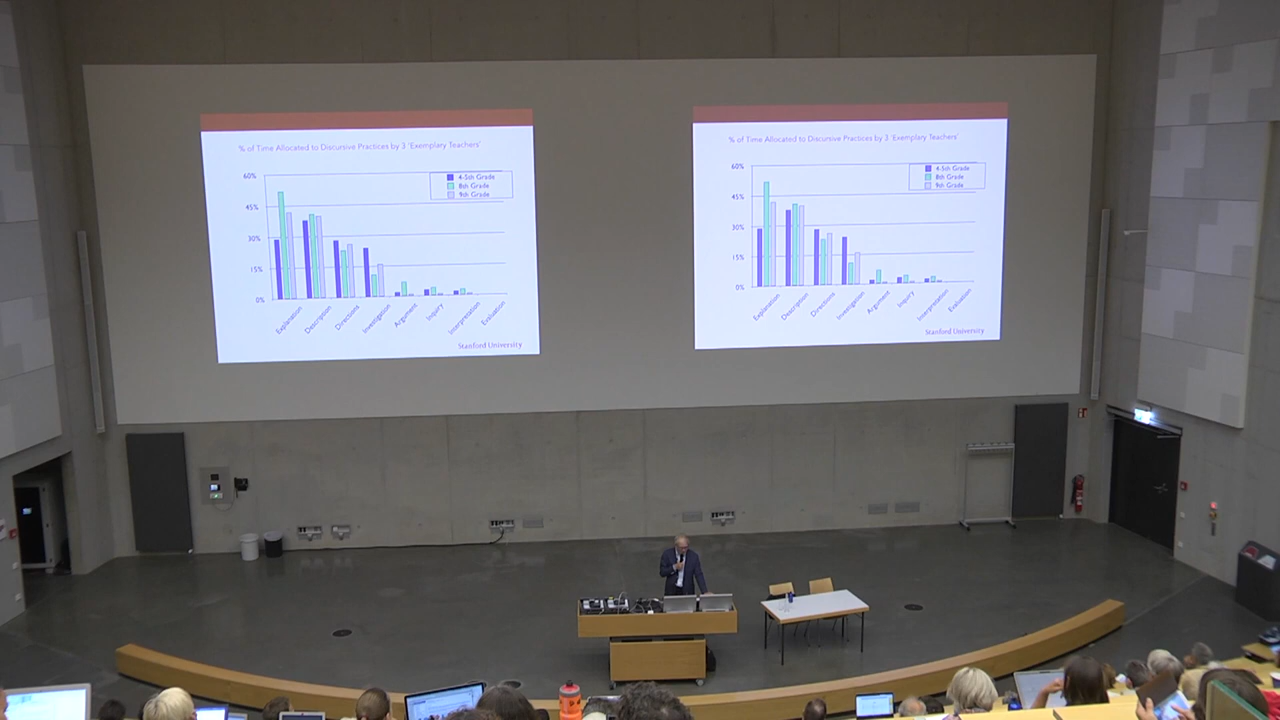 % of Time Allocated to Discursive Practices by 3 'Exemplary Teachers'
60%
45%
30%
15%
0%
4-5th Grade
8th Grade
9th Grade
Explanation
Description
Directions
Investigation
Argument
Inquiry
Interpretation
Evaluation
Stanford University
% of Time Allocated to Discursive Practices by 3 'Exemplary Teachers'
60%
45%
30%
15%
0%
4-5th Grade
8th Grade
9th Grade
Explanation
Description
Directions
Investigation
Argument
Inquiry
Interpretation
Evaluation
Stanford University